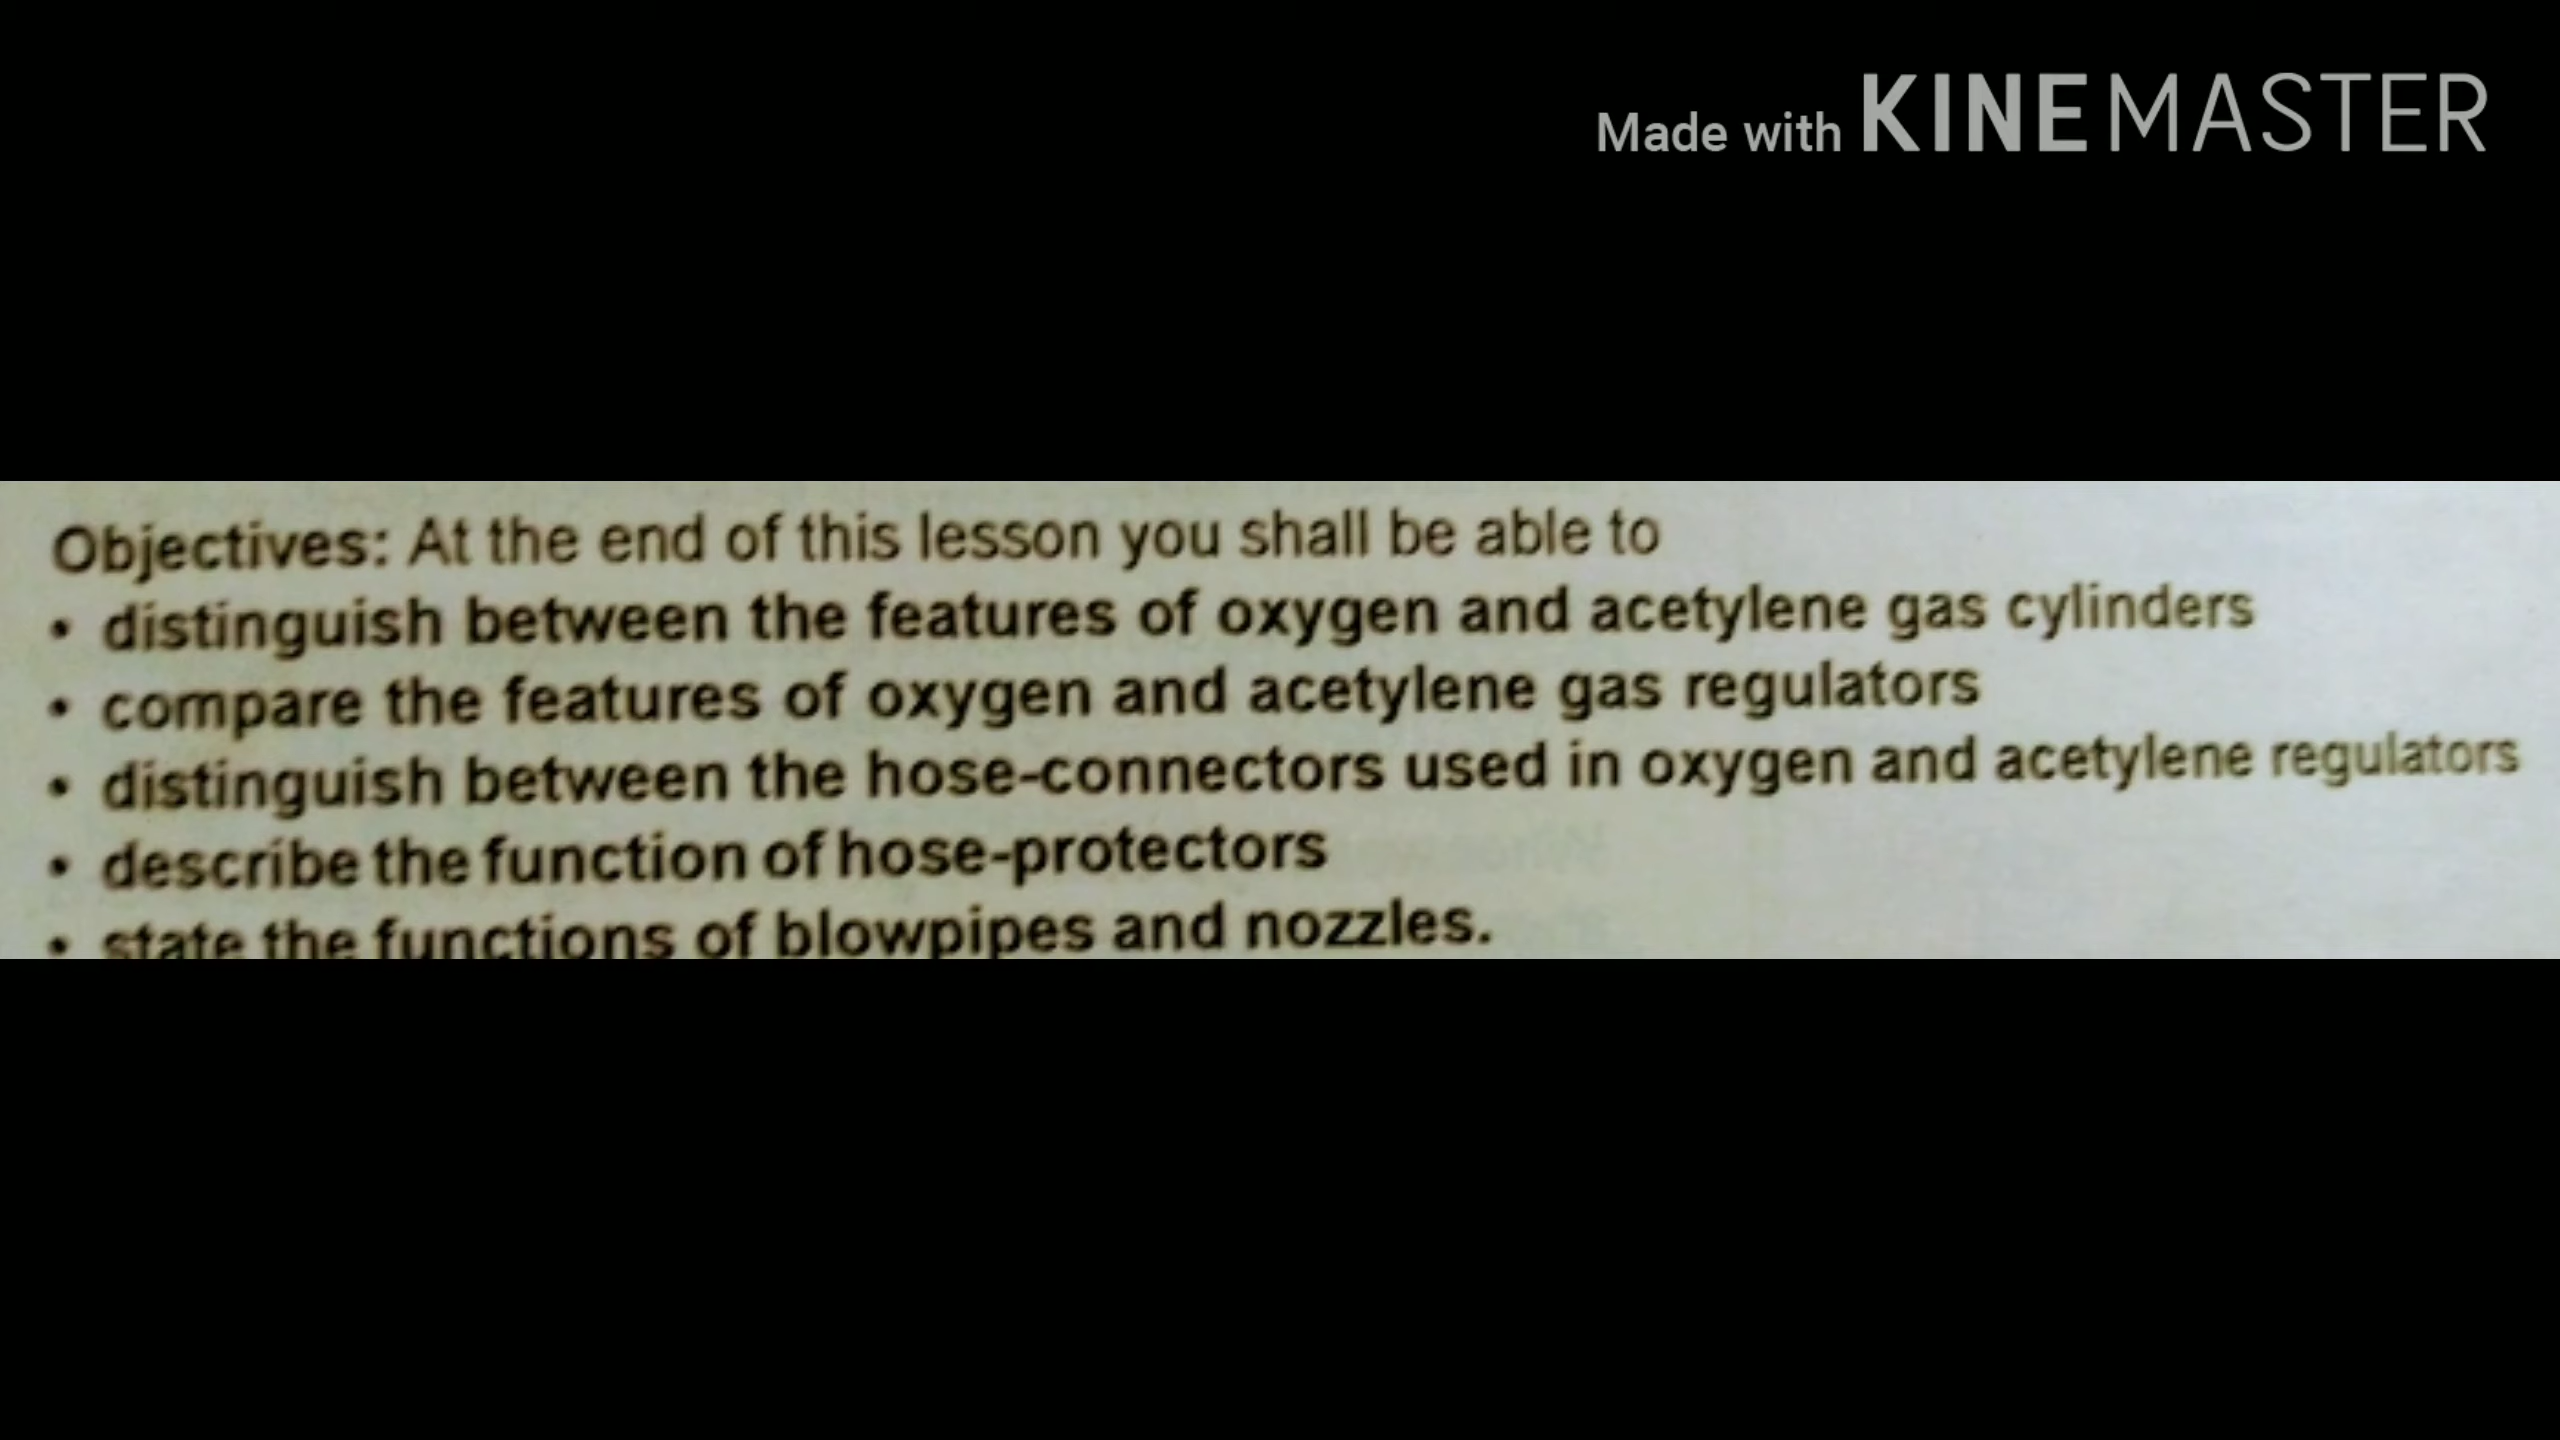 Made with KINEMASTER
Objectives: At the end of this lesson you shall be able to
• distinguish between the features of oxygen and acetylene gas cylinders
• compare the features of oxygen and acetylene gas regulators
• distinguish between the hose-connectors used in oxygen and acetylene regulators
• describe the function of hose-protectors
• state the functions of blowpipes and nozzles.